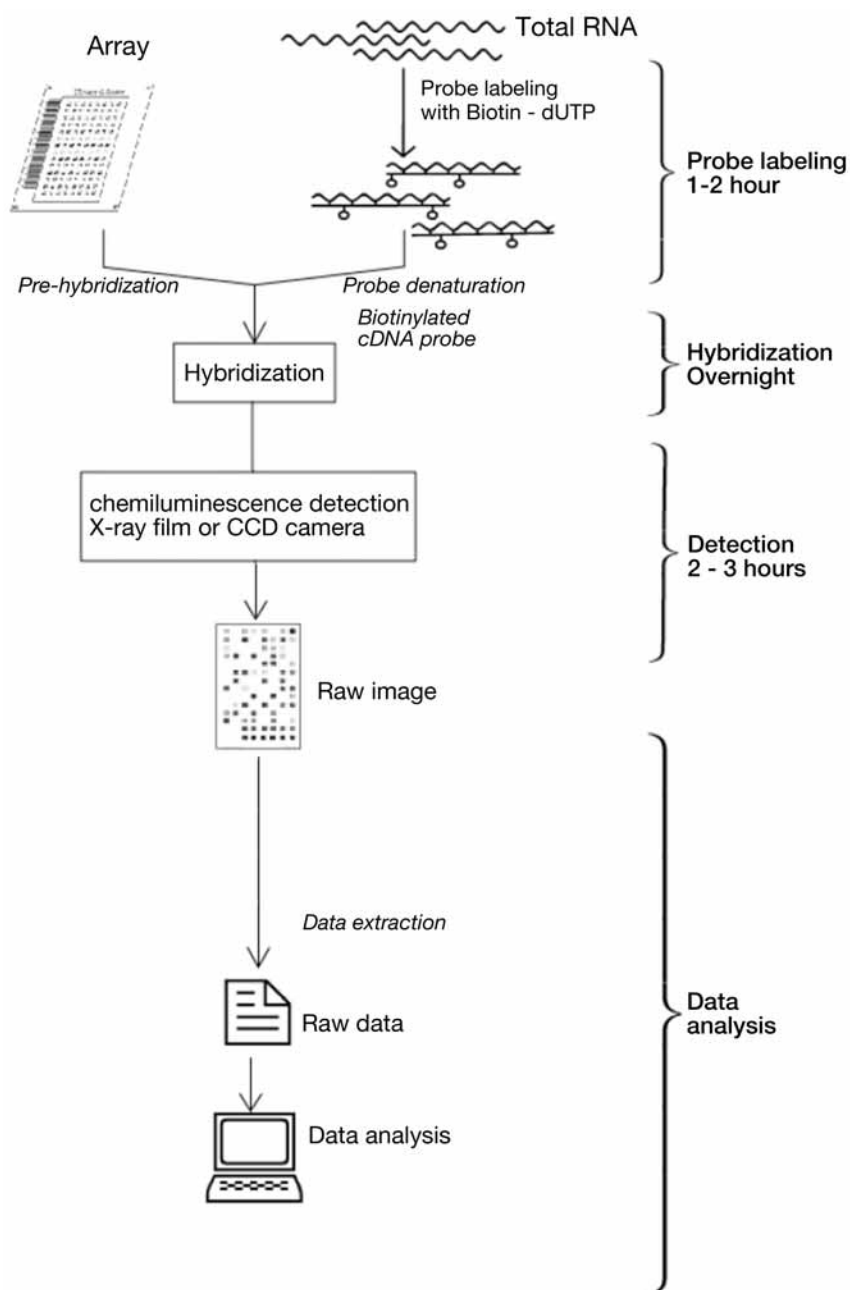 Total RNA
Array
Probe labeling
with Biotin - dUTP
Probe labeling
1-2 hour
Pre-hybridization
Probe denaturation
Biotinylated
cDNA probe
Hybridization
Hybridization
Overnight
chemiluminescence detection
X-ray film or CCD camera
Detection
2 - 3 hours
Raw image
Data extraction
Raw data
Data
analysis
Data analysis